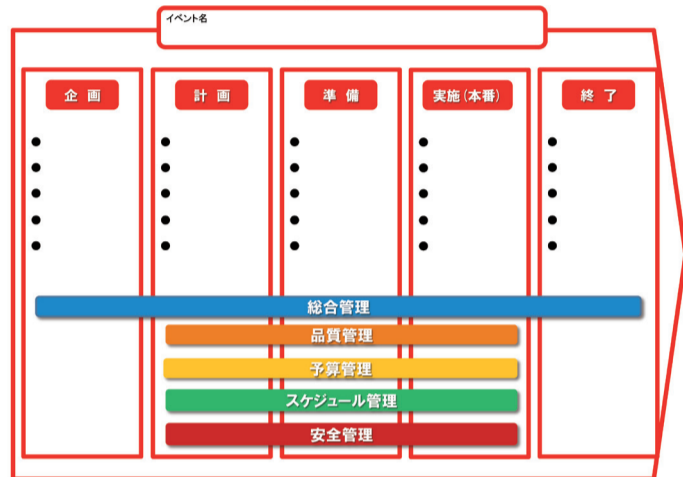 イベント名
企 画
計 画
準 備
実施(本番)
終 了
総合管理
品質管理
予算管理
スケジュール管理
安全管理